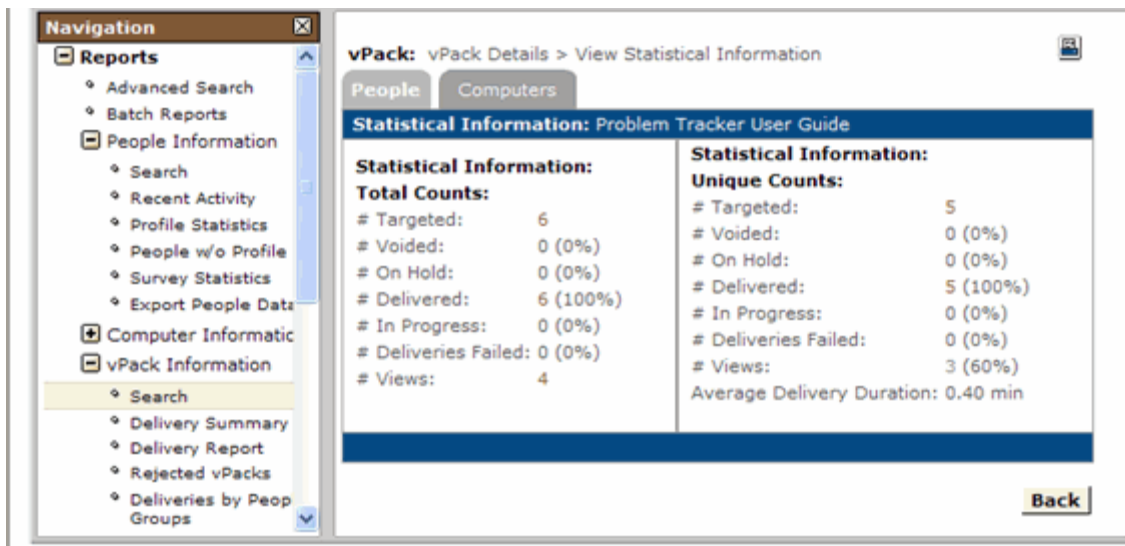 Navigation
Reports
Advanced Search
Batch Reports
People Information
Search
Recent Activity
Profile Statistics
People w/o Profile
Survey Statistics
Export People Data
Computer Informatic
vPack Information
Search
Delivery Summary
Delivery Report
Rejected vPacks
Deliveries by Peop
Groups
vPack: vPack Details > View Statistical Information
People Computers
Statistical Information: Problem Tracker User Guide
Statistical Information:
Total Counts:
# Targeted: 6
# Voided: 0 (0%)
# On Hold: 0 (0%)
# Delivered: 6 (100%)
# In Progress: 0 (0%)
# Deliveries Failed: 0 (0%)
# Views: 4
Statistical Information:
Unique Counts:
# Targeted: 5
# Voided: 0 (0%)
# On Hold: 0 (0%)
# Delivered: 5 (100%)
# In Progress: 0 (0%)
# Deliveries Failed: 0 (0%)
# Views: 3 (60%)
Average Delivery Duration: 0.40 min
Back